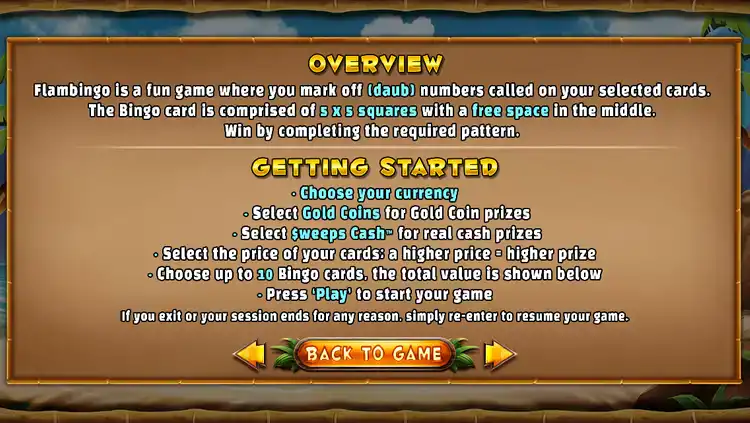 OVERVIEW
Flambingo is a fun game where you mark off (daub) numbers called on your selected cards.
The Bingo card is comprised of 5 x 5 squares with a free space in the middle.
Win by completing the required pattern.
GETTING STARTED
· Choose your currency
· Select Gold Coins for Gold Coin prizes
· Select $weeps Cash™ for real cash prizes
· Select the price of your cards: a higher price = higher prize
· Choose up to 10 Bingo cards, the total value is shown below
· Press 'Play' to start your game
If you exit or your session ends for any reason, simply re-enter to resume your game.
BACK TO GAME